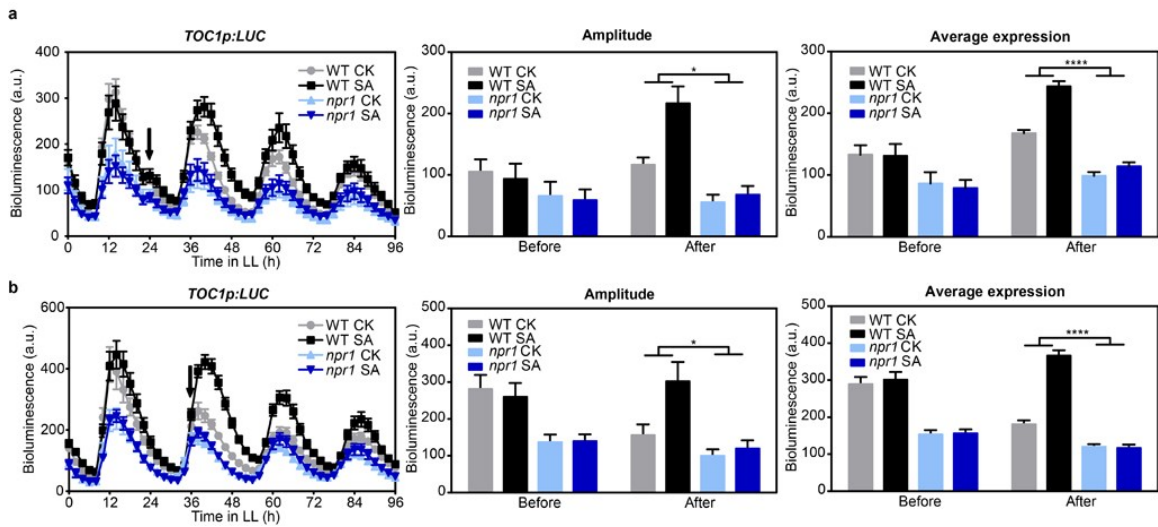 a
TOC1p:LUC
Bioluminescence (a.u.)
400
300
200
100
0
WT CK
WT SA
npr1 CK
npr1 SA
0 12 24 36 48 60 72 84 96
Time in LL (h)
Amplitude
Bioluminescence (a.u.)
300
200
100
0
WT CK
WT SA
npr1 CK
npr1 SA
*
Before After
Average expression
Bioluminescence (a.u.)
300
200
100
0
WT CK
WT SA
npr1 CK
npr1 SA
****
Before After
b
TOC1p:LUC
Bioluminescence (a.u.)
600
400
200
0
WT CK
WT SA
npr1 CK
npr1 SA
0 12 24 36 48 60 72 84 96
Time in LL (h)
Amplitude
Bioluminescence (a.u.)
500
400
300
200
100
0
WT CK
WT SA
npr1 CK
npr1 SA
*
Before After
Average expression
Bioluminescence (a.u.)
500
400
300
200
100
0
WT CK
WT SA
npr1 CK
npr1 SA
****
Before After